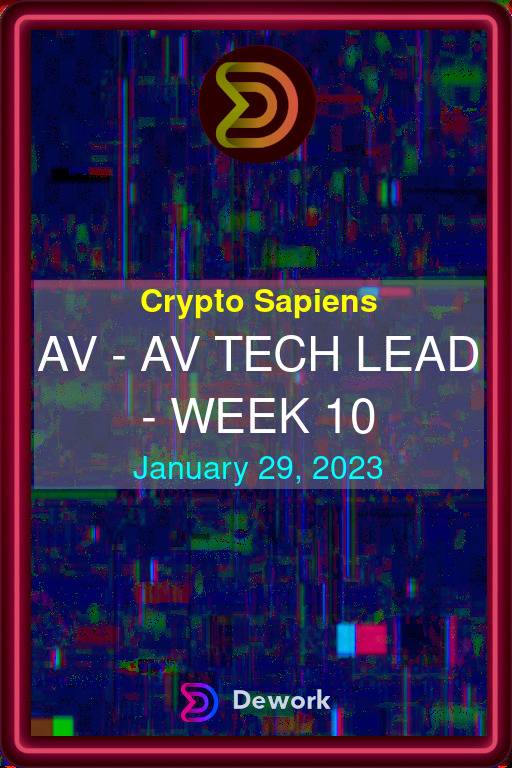 Crypto Sapiens
AV - AV TECH LEAD
- WEEK 10
January 29, 2023
Dework